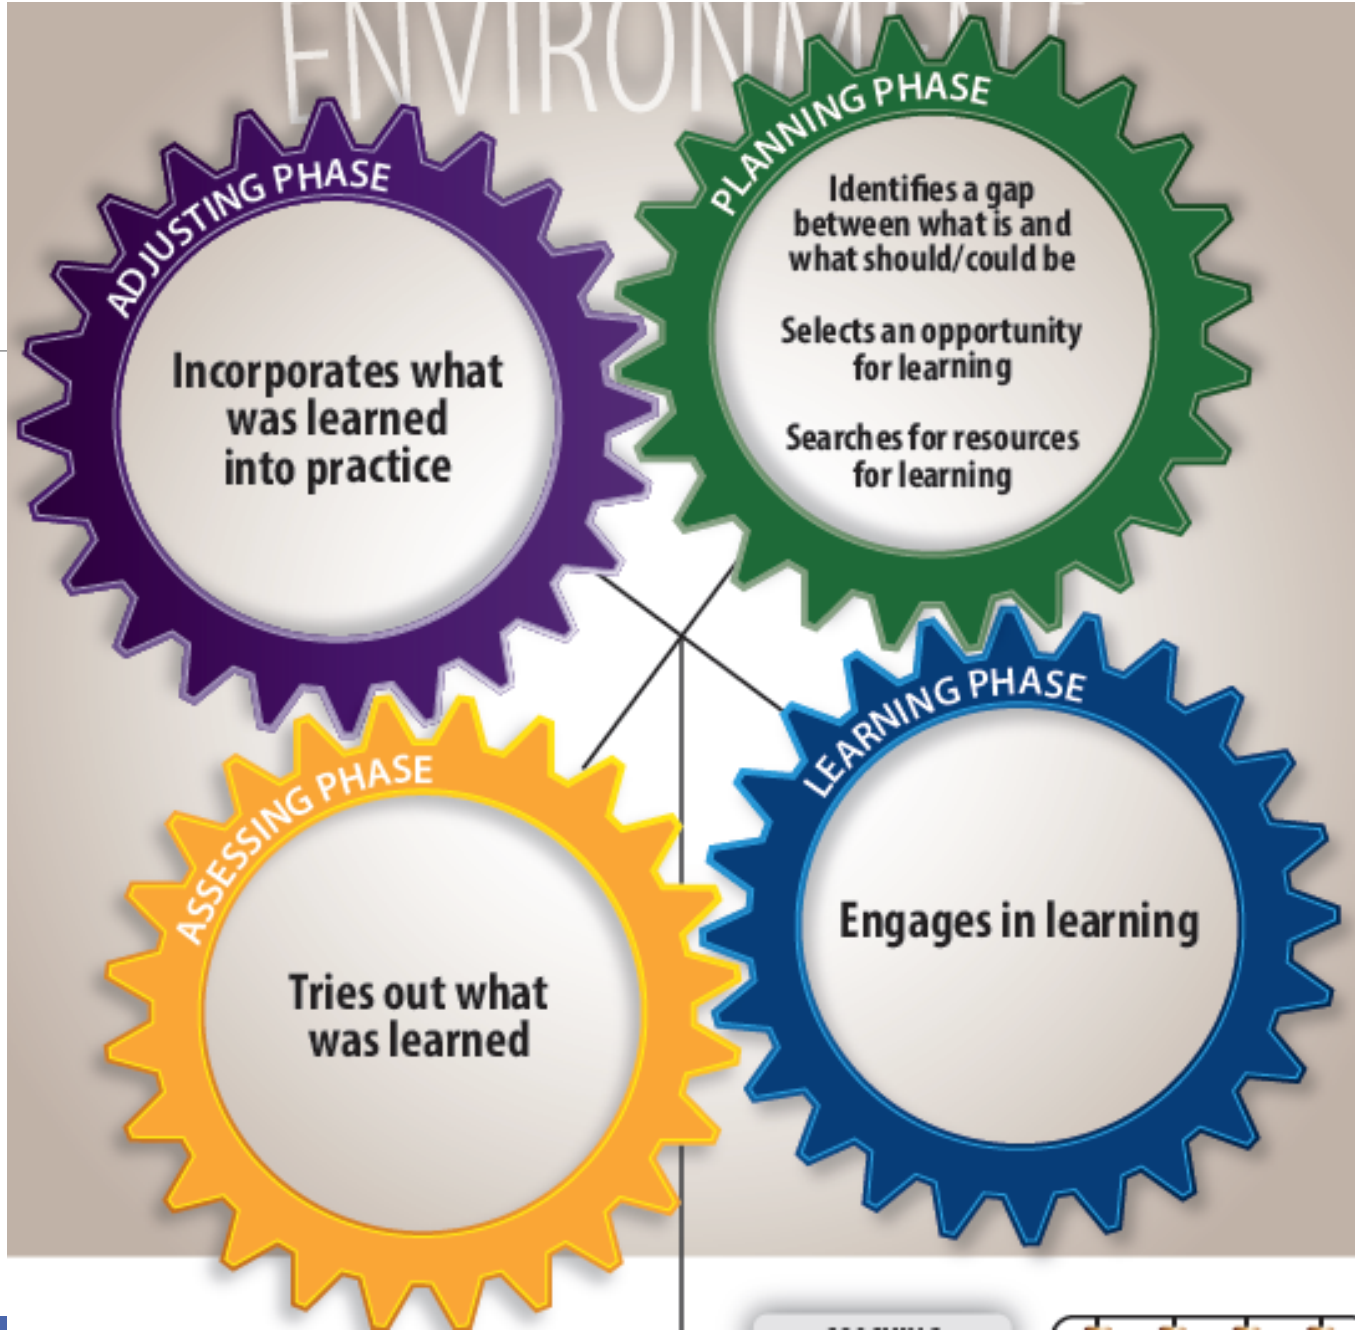 ENVIRONMENT
ADJUSTING PHASE
Incorporates what
was learned
into practice
PLANNING PHASE
Identifies a gap
between what is and
what should/could be
Selects an opportunity
for learning
Searches for resources
for learning
LEARNING PHASE
Engages in learning
ASSESSING PHASE
Tries out what
was learned